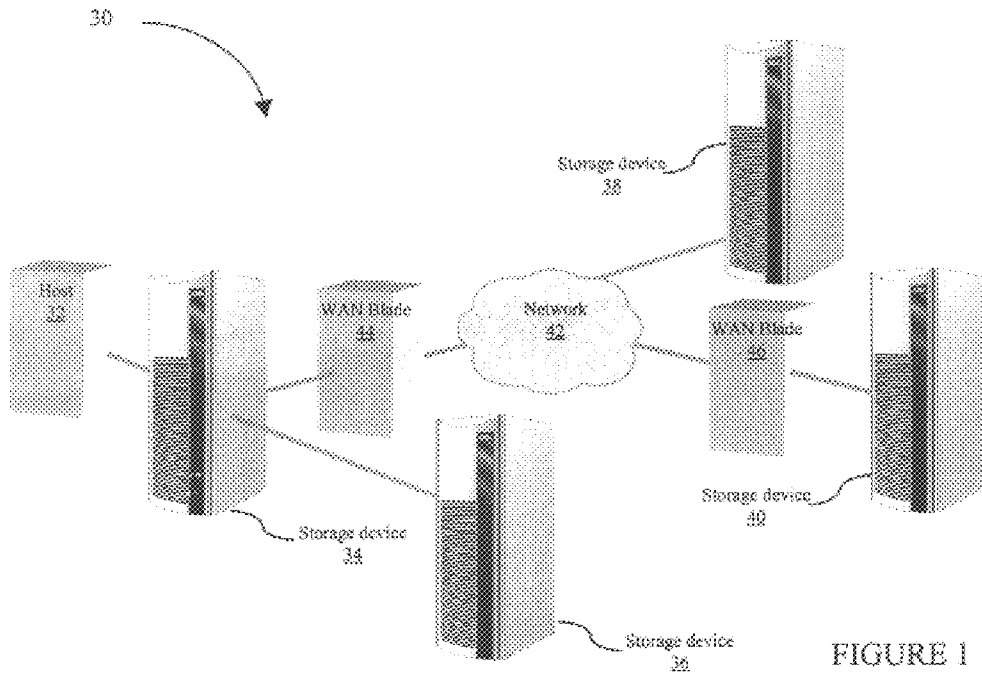 30
Storage device
38
Host
32
WAN Blade
44
Network
42
WAN Blade
46
Storage device
40
Storage device
34
Storage device
36
FIGURE 1